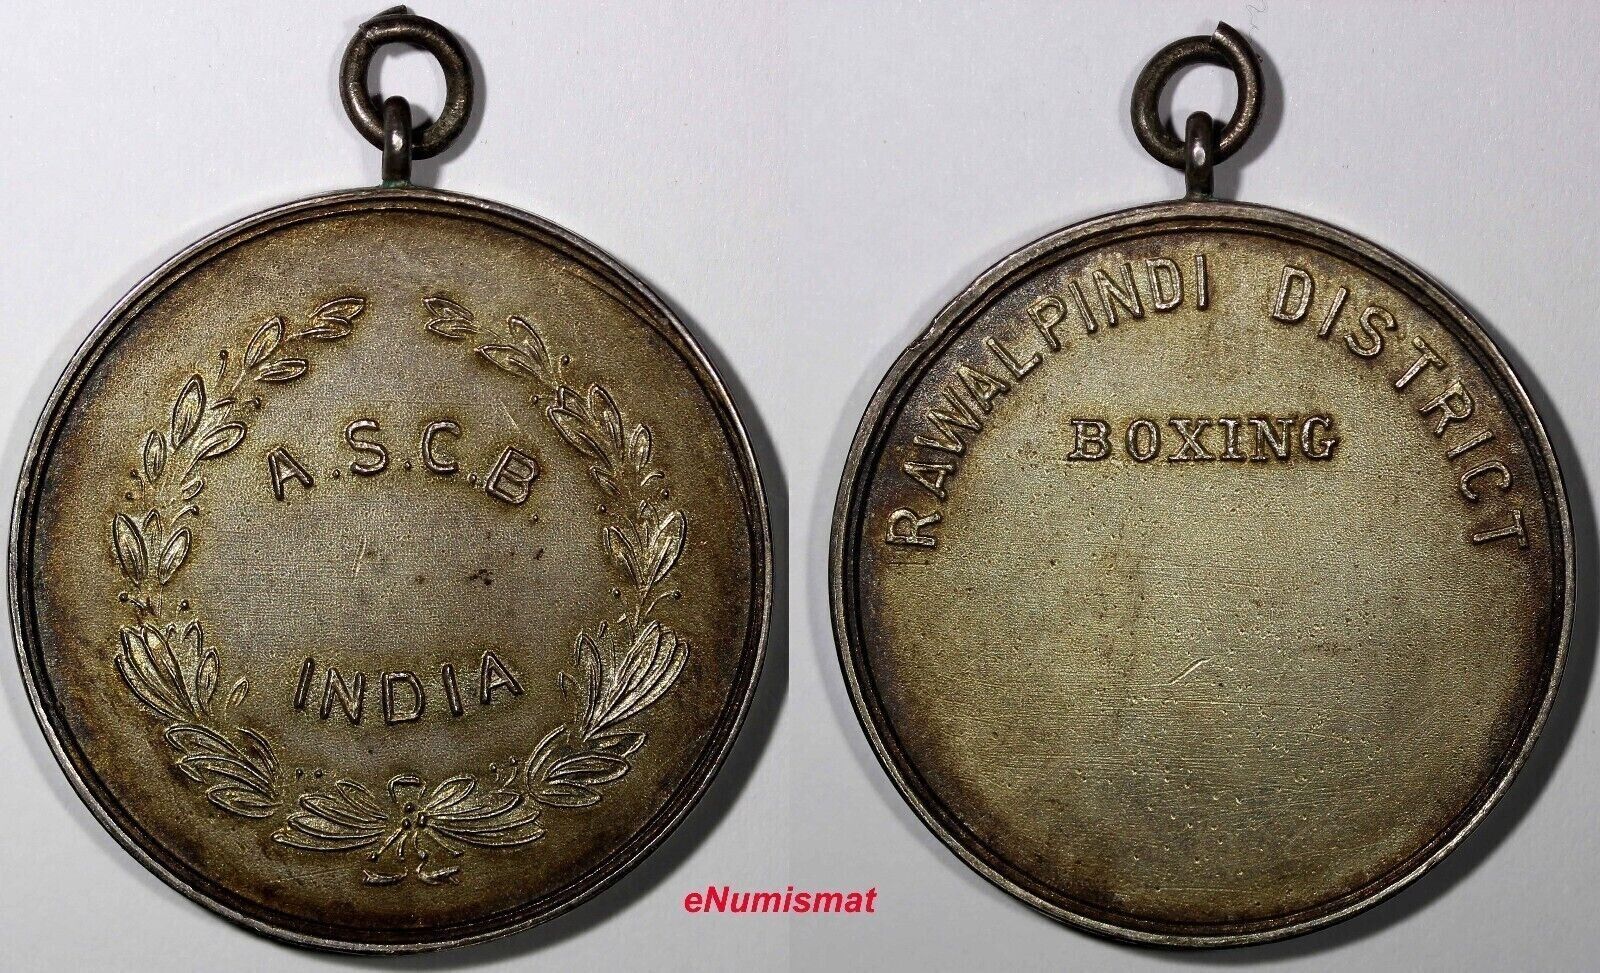 A.S.C.B
INDIA
RAWALPINDI DISTRICT
BOXING
eNumismat